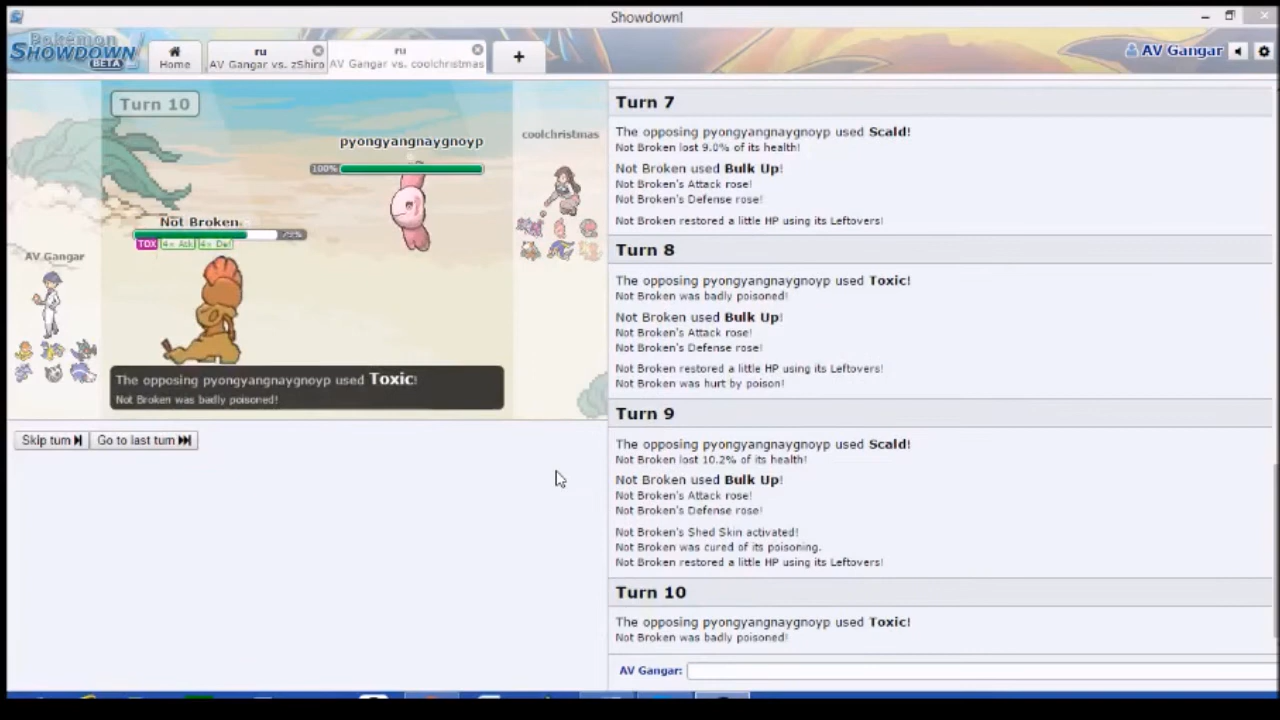 Showdown!
Pokémon
SHOWDOWN
BETA
Home
ru
AV Gangar vs. zShiro
ru
AV Gangar vs. coolchristmas
+
AV Gangar
Turn 10
pyongyangnaygnoyp
100%
coolchristmas
Not Broken
TOX 4× Atk 4× Def
AV Gangar
The opposing pyongyangnaygnoyp used Toxic!
Not Broken was badly poisoned!
Skip turn
Go to last turn
Turn 7
The opposing pyongyangnaygnoyp used Scald!
Not Broken lost 9.0% of its health!
Not Broken used Bulk Up!
Not Broken's Attack rose!
Not Broken's Defense rose!
Not Broken restored a little HP using its Leftovers!
Turn 8
The opposing pyongyangnaygnoyp used Toxic!
Not Broken was badly poisoned!
Not Broken used Bulk Up!
Not Broken's Attack rose!
Not Broken's Defense rose!
Not Broken restored a little HP using its Leftovers!
Not Broken was hurt by poison!
Turn 9
The opposing pyongyangnaygnoyp used Scald!
Not Broken lost 10.2% of its health!
Not Broken used Bulk Up!
Not Broken's Attack rose!
Not Broken's Defense rose!
Not Broken's Shed Skin activated!
Not Broken was cured of its poisoning.
Not Broken restored a little HP using its Leftovers!
Turn 10
The opposing pyongyangnaygnoyp used Toxic!
Not Broken was badly poisoned!
AV Gangar: